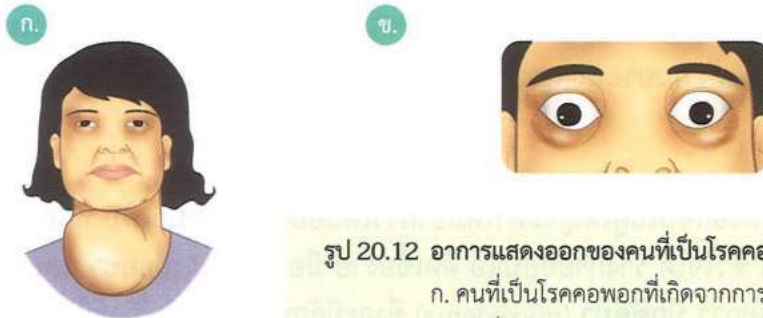 ก.
ข.
รูป 20.12 อาการแสดงออกของคนที่เป็นโรคคอ
ก. คนที่เป็นโรคคอพอกที่เกิดจากการ